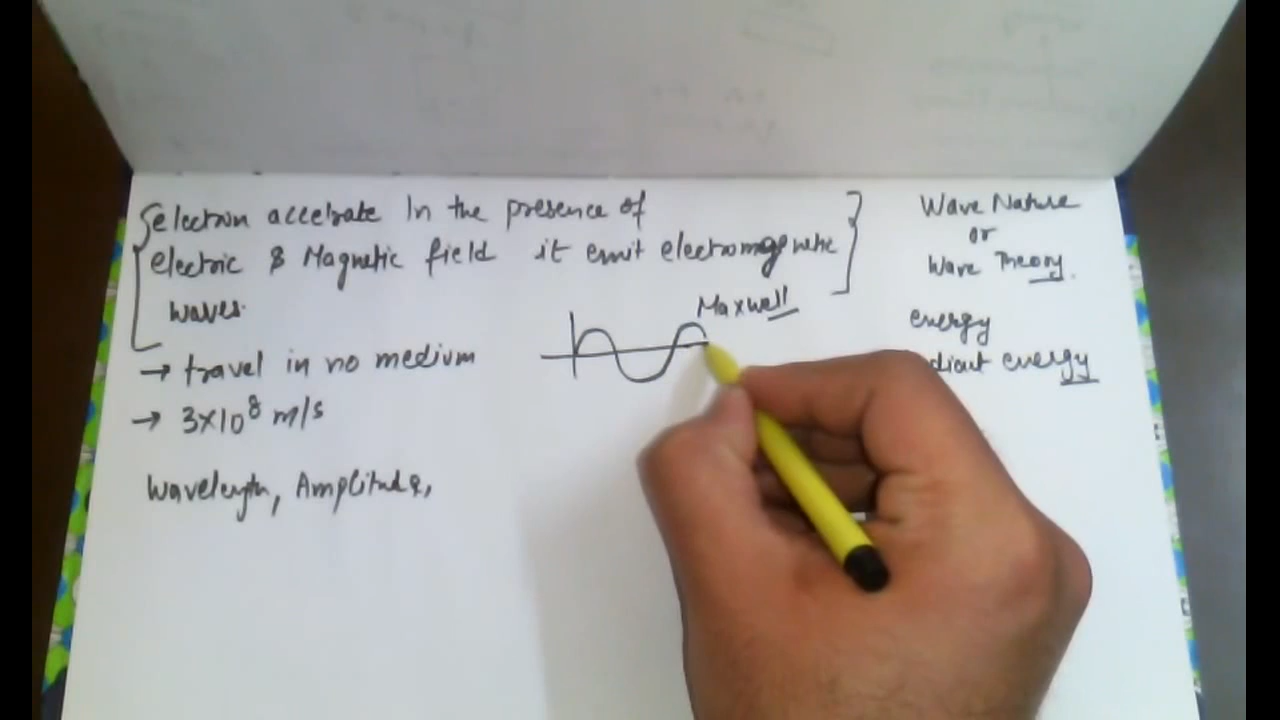 electron accelrate In the presence of
electric & Magnetic field it emit electromagnetic
waves.
Maxwell
→ travel in no medium
→ 3×10⁸ m/s
Wavelength, Amplitude,
Wave Nature
or
Wave Theory
energy
energy